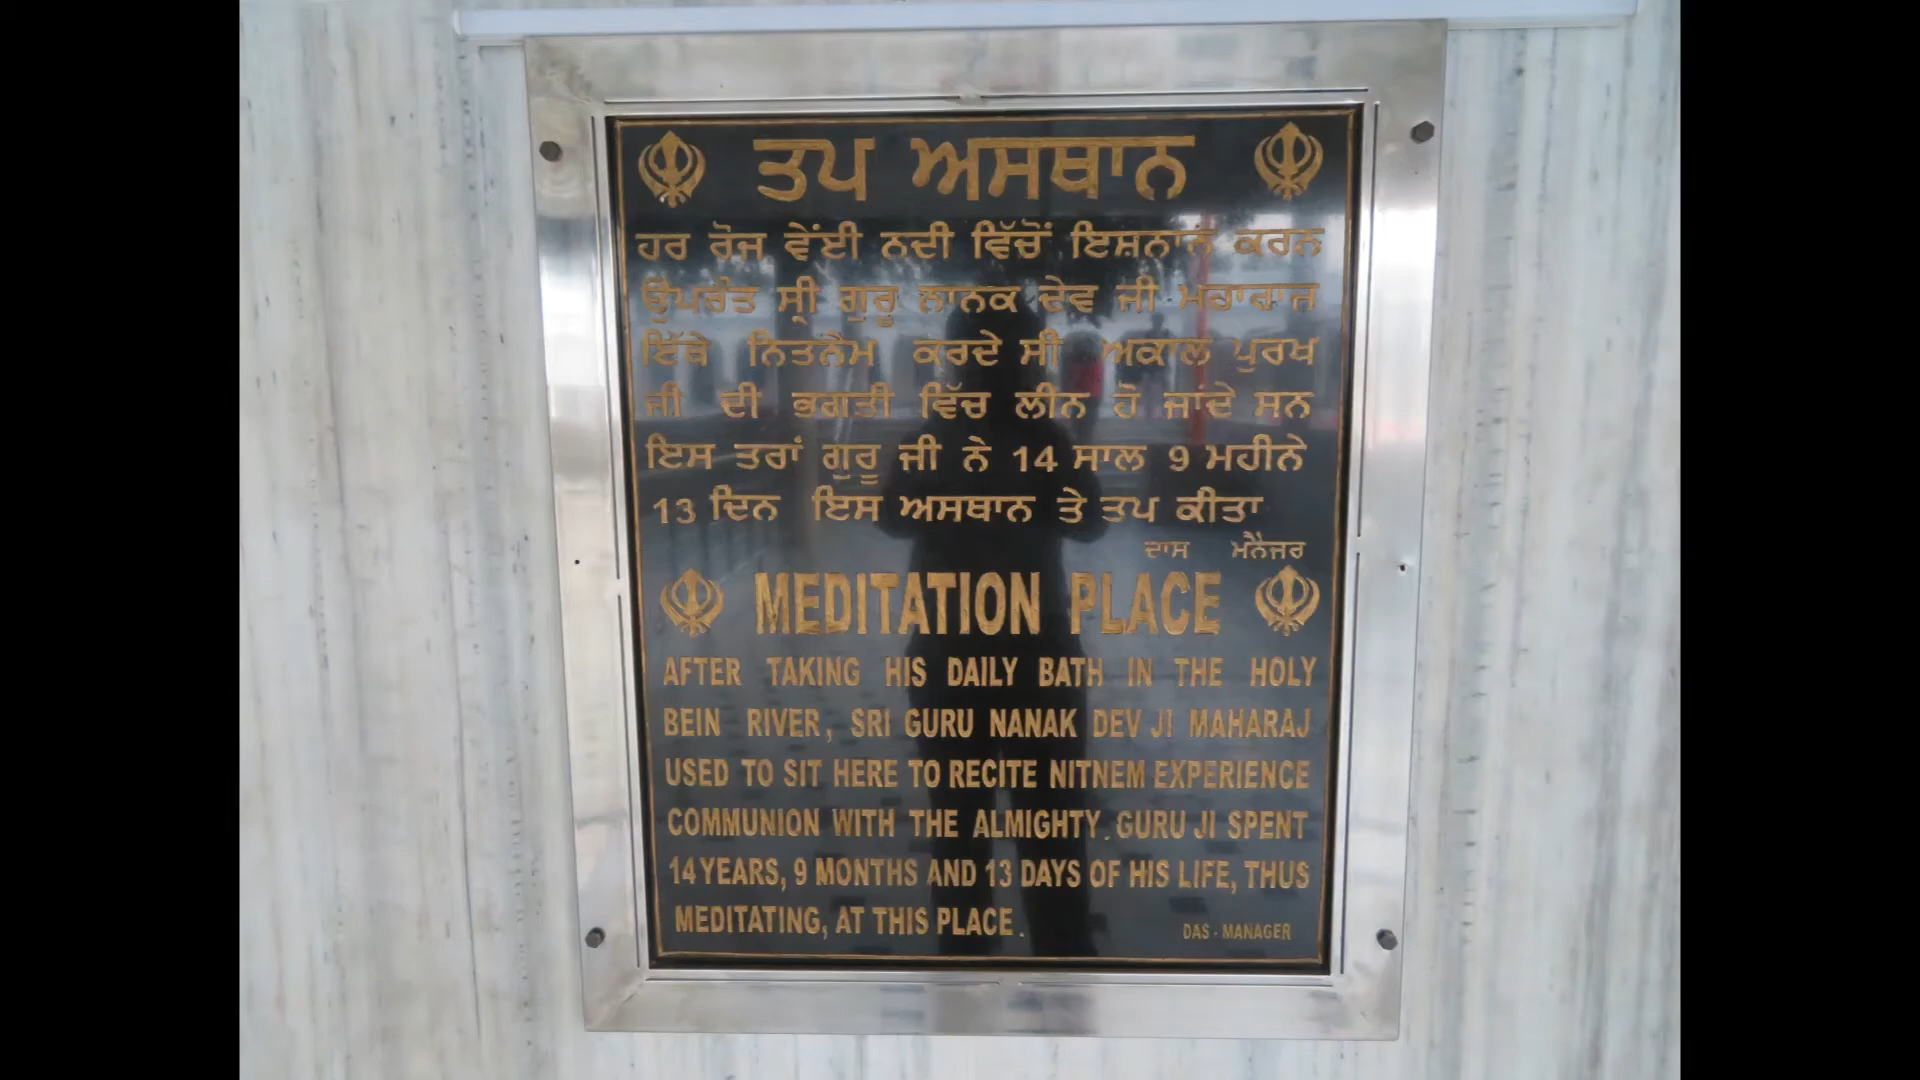 ਤਪ ਅਸਥਾਨ
ਹਰ ਰੋਜ ਵੇਂਈ ਨਦੀ ਵਿੱਚੋਂ ਇਸ਼ਨਾਨ ਕਰਨ
ਉਪਰੰਤ ਸ੍ਰੀ ਗੁਰੂ ਨਾਨਕ ਦੇਵ ਜੀ ਮਹਾਰਾਜ
ਇੱਥੇ ਨਿਤਨੇਮ ਕਰਦੇ ਸੀ ਅਕਾਲ ਪੁਰਖ
ਜੀ ਦੀ ਭਗਤੀ ਵਿੱਚ ਲੀਨ ਹੋ ਜਾਂਦੇ ਸਨ
ਇਸ ਤਰਾਂ ਗੁਰੂ ਜੀ ਨੇ 14 ਸਾਲ 9 ਮਹੀਨੇ
13 ਦਿਨ ਇਸ ਅਸਥਾਨ ਤੇ ਤਪ ਕੀਤਾ
ਦਾਸ ਮੈਨੇਜਰ
MEDITATION PLACE
AFTER TAKING HIS DAILY BATH IN THE HOLY
BEIN RIVER, SRI GURU NANAK DEV JI MAHARAJ
USED TO SIT HERE TO RECITE NITNEM EXPERIENCE
COMMUNION WITH THE ALMIGHTY. GURU JI SPENT
14 YEARS, 9 MONTHS AND 13 DAYS OF HIS LIFE, THUS
MEDITATING, AT THIS PLACE.
DAS - MANAGER